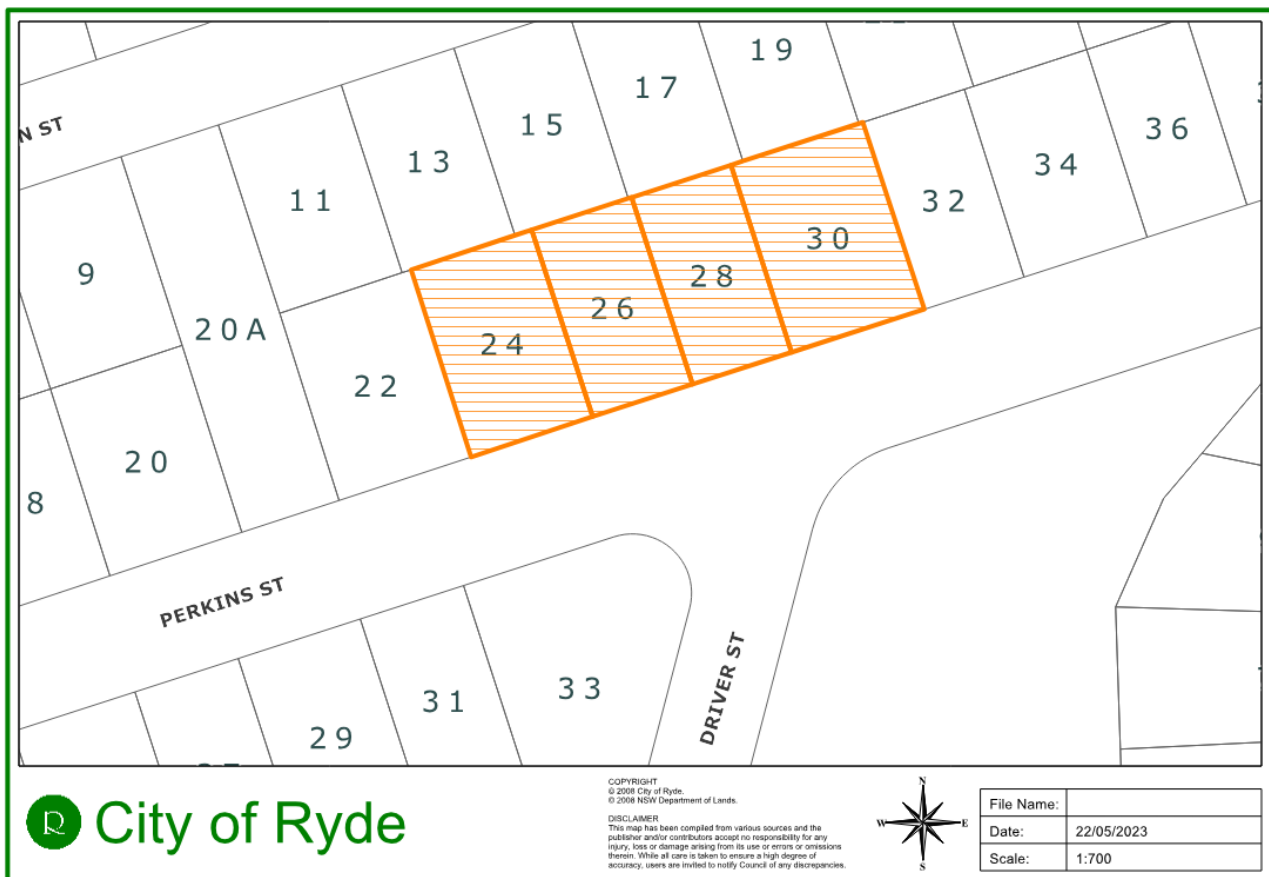 19
17
36
15
N ST
13
34
11
32
30
9
28
26
20A
24
22
20
8
PERKINS ST
DRIVER ST
33
31
29
City of Ryde
COPYRIGHT
© 2008 City of Ryde.
© 2008 NSW Department of Lands.
DISCLAIMER
This map has been compiled from various sources and the
publisher and/or contributors accept no responsibility for any
injury, loss or damage arising from its use or errors or omissions
therein. While all care is taken to ensure a high degree of
accuracy, users are invited to notify Council of any discrepancies.
N
W E
S
File Name:
Date: 22/05/2023
Scale: 1:700